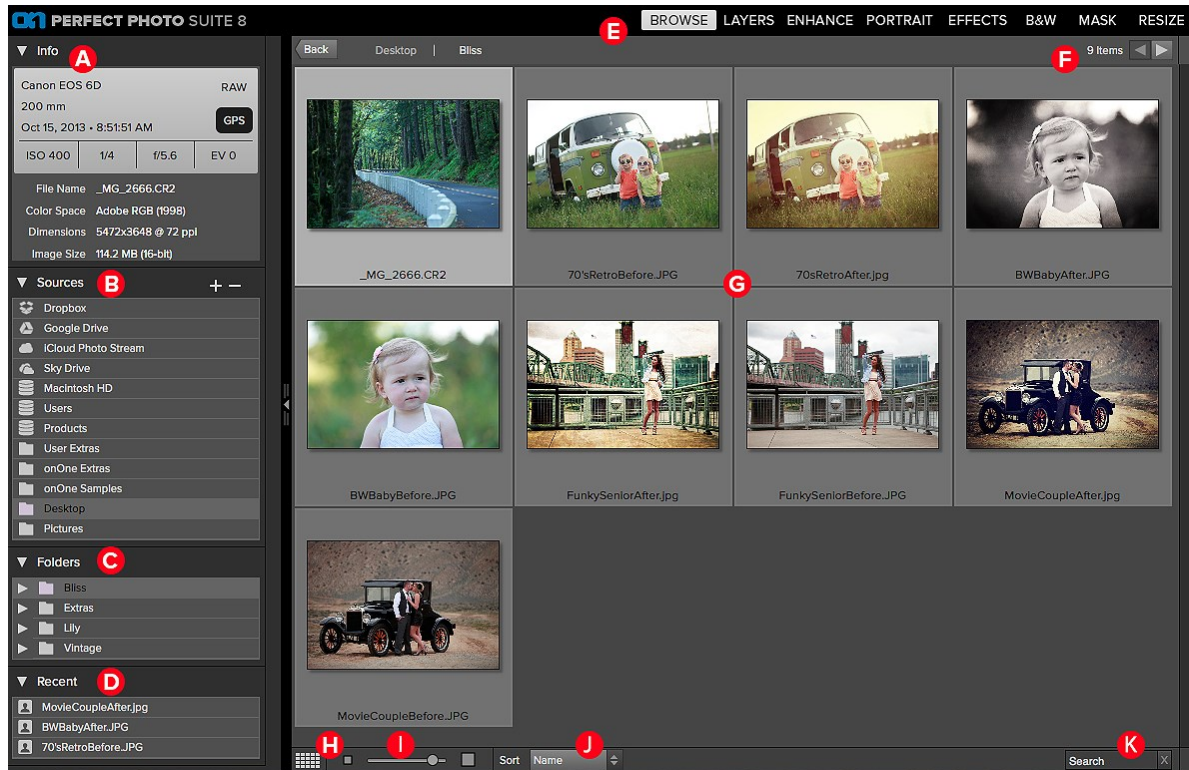 on PERFECT PHOTO SUITE 8
E
BROWSE LAYERS ENHANCE PORTRAIT EFFECTS B&W MASK RESIZE
Info
A
Canon EOS 6D RAW
200 mm
GPS
Oct 15, 2013 • 8:51:51 AM
ISO 400 1/4 f/5.6 EV 0
File Name _MG_2666.CR2
Color Space Adobe RGB (1998)
Dimensions 5472x3648 @ 72 ppi
Image Size 114.2 MB (16-bit)
Sources B + −
Dropbox
Google Drive
iCloud Photo Stream
Sky Drive
Macintosh HD
Users
Products
User Extras
onOne Extras
onOne Samples
Desktop
Pictures
Folders C
Bliss
Extras
Lily
Vintage
Recent D
MovieCoupleAfter.jpg
BWBabyAfter.JPG
70'sRetroBefore.JPG
Back Desktop | Bliss
F
9 Items
_MG_2666.CR2
70'sRetroBefore.JPG
70sRetroAfter.jpg
BWBabyAfter.JPG
G
BWBabyBefore.JPG
FunkySeniorAfter.jpg
FunkySeniorBefore.JPG
MovieCoupleAfter.jpg
MovieCoupleBefore.JPG
H
I
J
K
Sort Name
Search X